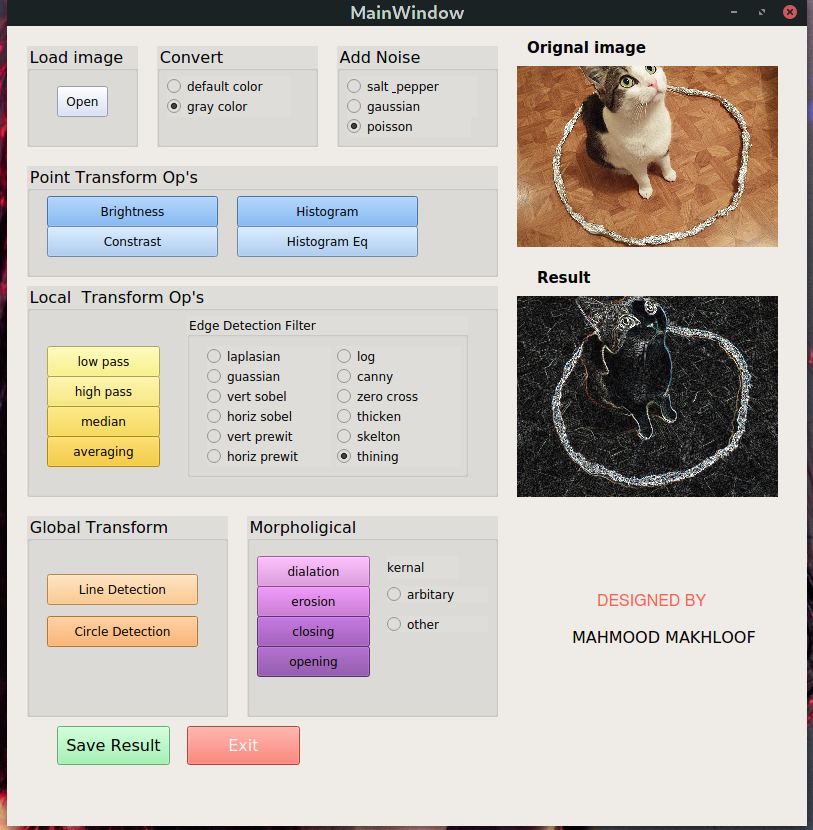 MainWindow
Load image
Open
Convert
default color
gray color
Add Noise
salt _pepper
gaussian
poisson
Orignal image
Point Transform Op's
Brightness
Constrast
Histogram
Histogram Eq
Result
Local  Transform Op's
low pass
high pass
median
averaging
Edge Detection Filter
laplasian
guassian
vert sobel
horiz sobel
vert prewit
horiz prewit
log
canny
zero cross
thicken
skelton
thining
Global Transform
Line Detection
Circle Detection
Morpholigical
dialation
erosion
closing
opening
kernal
arbitary
other
DESIGNED BY
MAHMOOD MAKHLOOF
Save Result
Exit